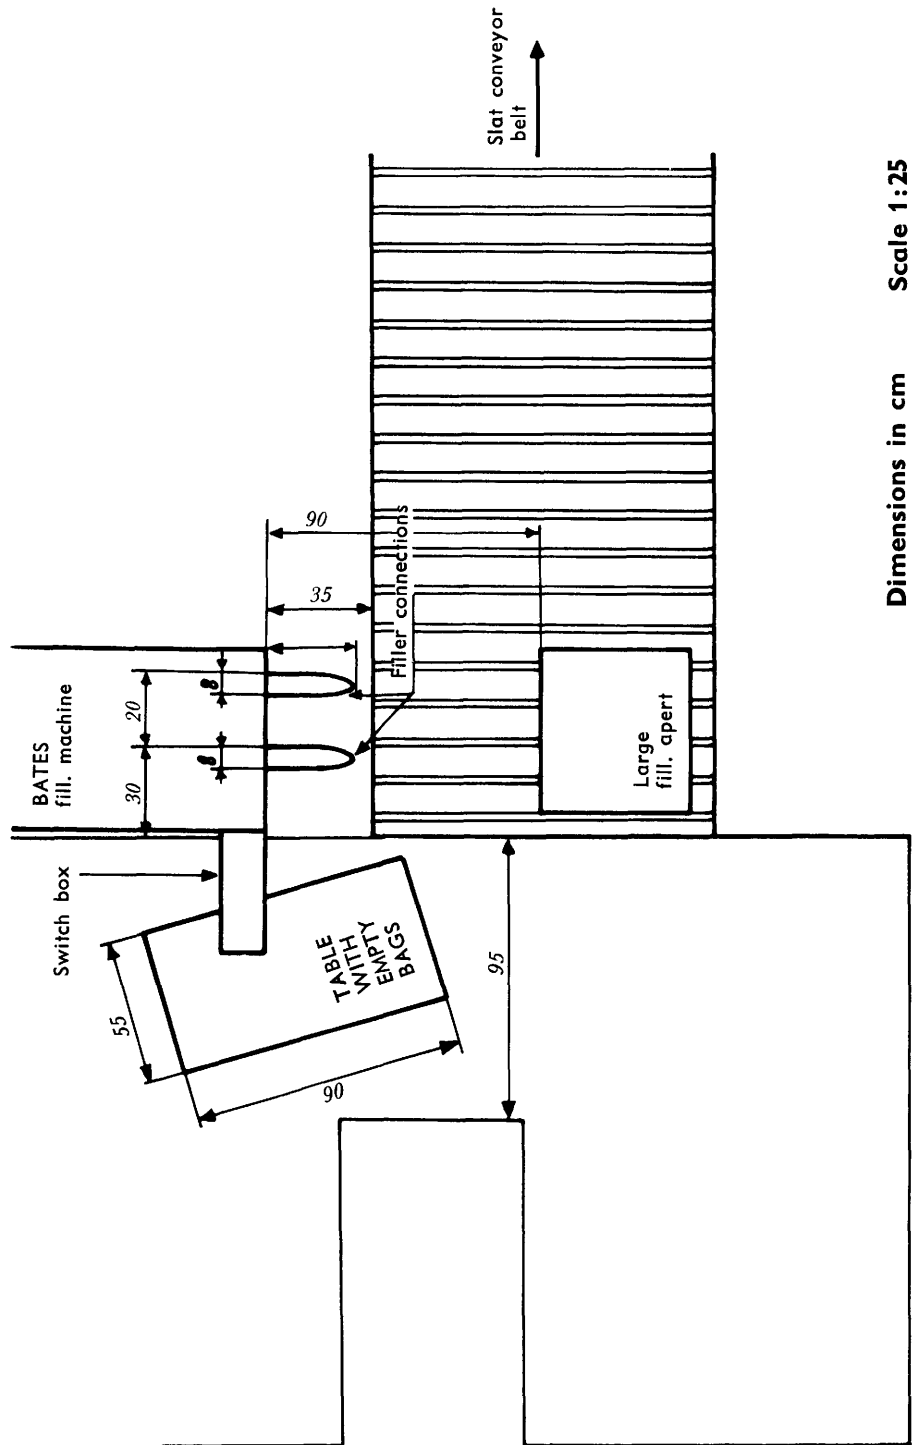 Slat conveyor
belt
BATES
fill. machine
Switch box
30
20
8
8
35
90
Filler connections
Large
fill. apert
TABLE
WITH
EMPTY
BAGS
55
90
95
Dimensions in cm
Scale 1:25